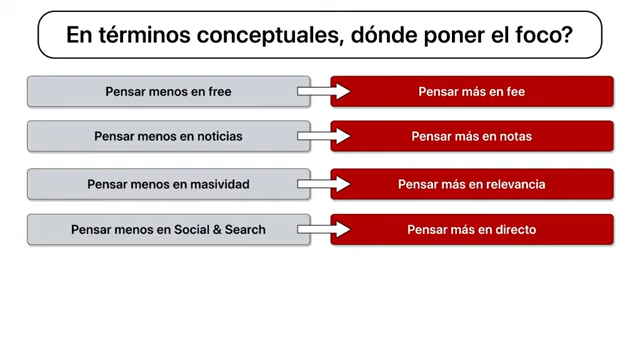 En términos conceptuales, dónde poner el foco?
Pensar menos en free
Pensar más en fee
Pensar menos en noticias
Pensar más en notas
Pensar menos en masividad
Pensar más en relevancia
Pensar menos en Social & Search
Pensar más en directo